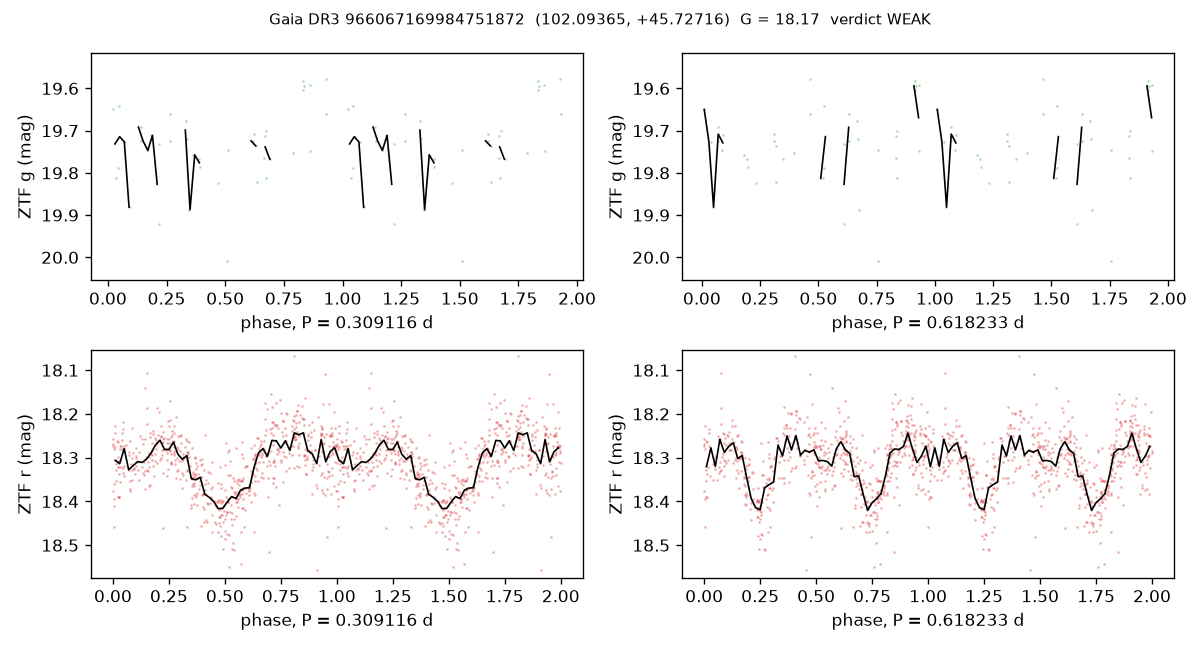 Gaia DR3 966067169984751872 (102.09365, +45.72716) G = 18.17 verdict WEAK
ZTF g (mag)
19.6
19.7
19.8
19.9
20.0
0.00 0.25 0.50 0.75 1.00 1.25 1.50 1.75 2.00
phase, P = 0.309116 d
ZTF g (mag)
19.6
19.7
19.8
19.9
20.0
0.00 0.25 0.50 0.75 1.00 1.25 1.50 1.75 2.00
phase, P = 0.618233 d
ZTF r (mag)
18.1
18.2
18.3
18.4
18.5
0.00 0.25 0.50 0.75 1.00 1.25 1.50 1.75 2.00
phase, P = 0.309116 d
ZTF r (mag)
18.1
18.2
18.3
18.4
18.5
0.00 0.25 0.50 0.75 1.00 1.25 1.50 1.75 2.00
phase, P = 0.618233 d